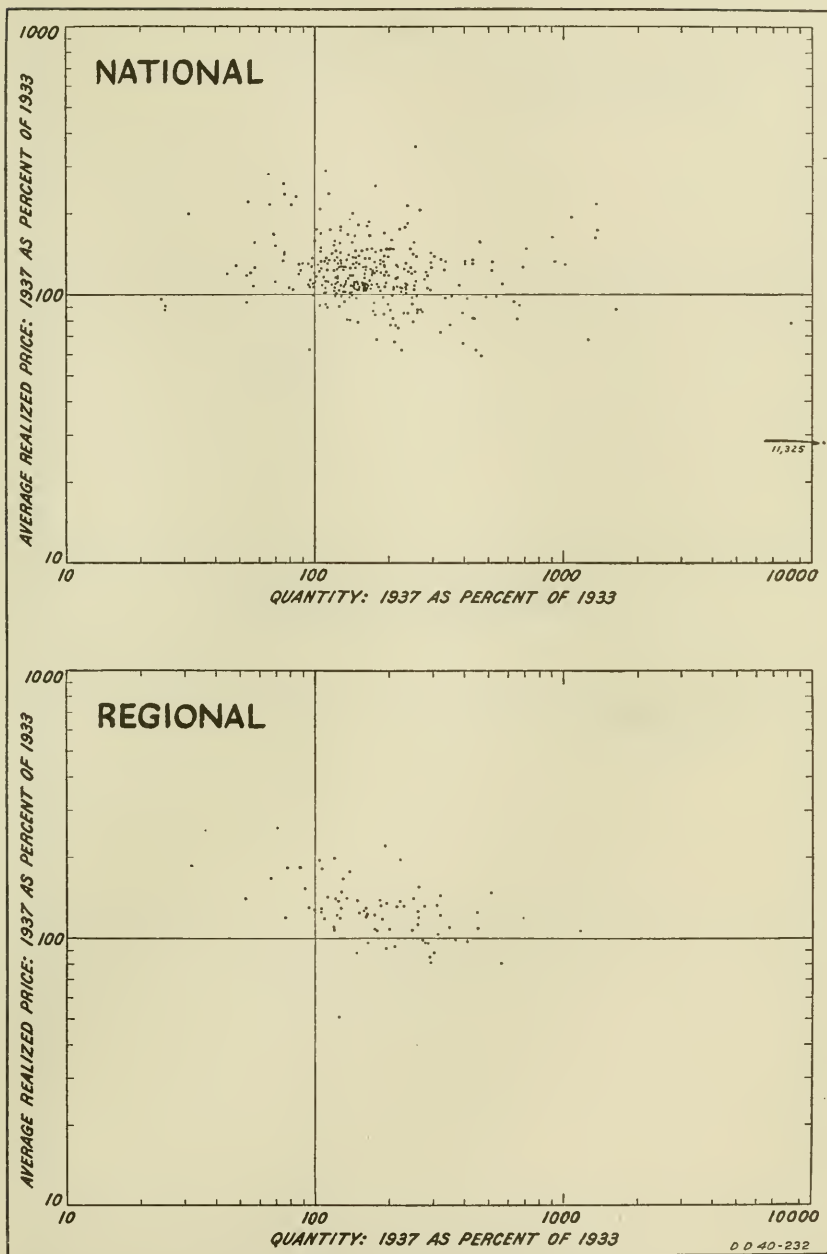 NATIONAL
AVERAGE REALIZED PRICE: 1937 AS PERCENT OF 1933
1000
100
10
11,325
10 100 1000 10000
QUANTITY: 1937 AS PERCENT OF 1933
REGIONAL
AVERAGE REALIZED PRICE: 1937 AS PERCENT OF 1933
1000
100
10
10 100 1000 10000
QUANTITY: 1937 AS PERCENT OF 1933
D D 40-232